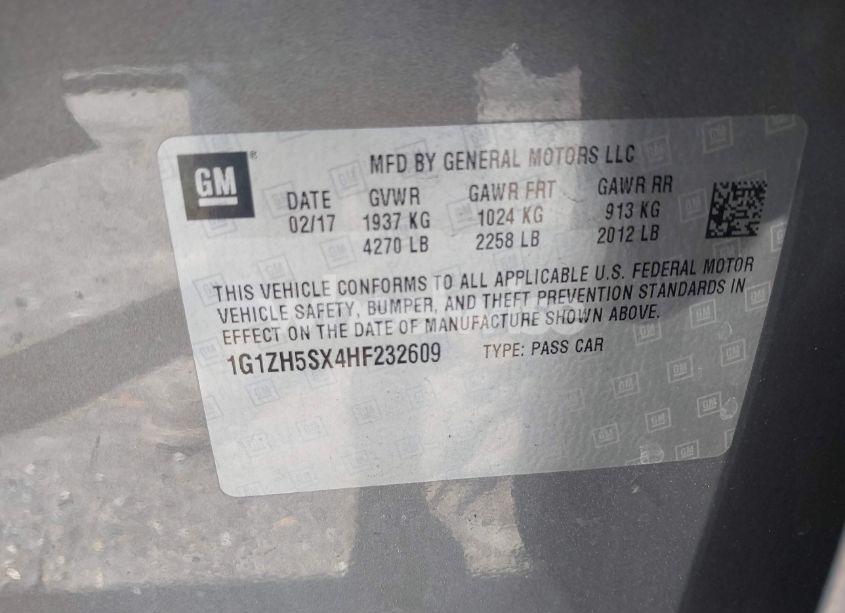 GM
MFD BY GENERAL MOTORS LLC
DATE GVWR GAWR FRT GAWR RR
02/17 1937 KG 1024 KG 913 KG
4270 LB 2258 LB 2012 LB
THIS VEHICLE CONFORMS TO ALL APPLICABLE U.S. FEDERAL MOTOR
VEHICLE SAFETY, BUMPER, AND THEFT PREVENTION STANDARDS IN
EFFECT ON THE DATE OF MANUFACTURE SHOWN ABOVE.
1G1ZH5SX4HF232609 TYPE: PASS CAR